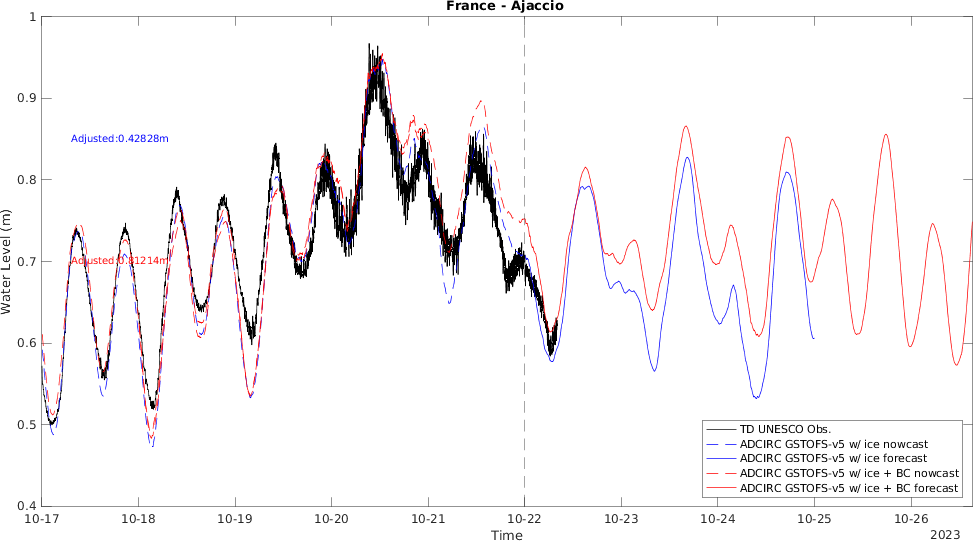 France - Ajaccio
1
0.9
0.8
0.7
0.6
0.5
0.4
Water Level (m)
Adjusted:0.42828m
Adjusted:0.81214m
TD UNESCO Obs.
ADCIRC GSTOFS-v5 w/ ice nowcast
ADCIRC GSTOFS-v5 w/ ice forecast
ADCIRC GSTOFS-v5 w/ ice + BC nowcast
ADCIRC GSTOFS-v5 w/ ice + BC forecast
10-17 10-18 10-19 10-20 10-21 10-22 10-23 10-24 10-25 10-26
Time
2023